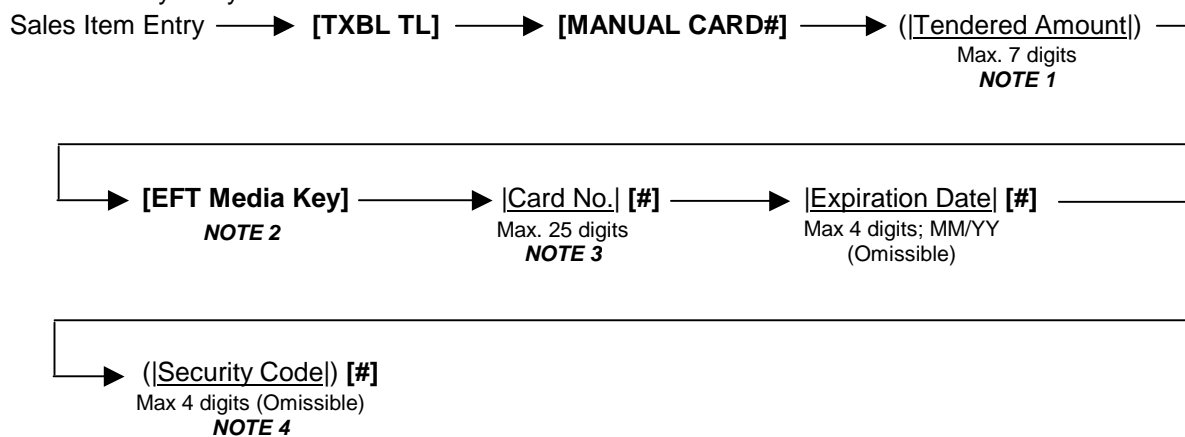 Sales Item Entry [TXBL TL] [MANUAL CARD#] (|Tendered Amount|)
Max. 7 digits
NOTE 1
[EFT Media Key] |Card No.| [#] |Expiration Date| [#]
NOTE 2 Max. 25 digits Max 4 digits; MM/YY
NOTE 3 (Omissible)
(|Security Code|) [#]
Max 4 digits (Omissible)
NOTE 4